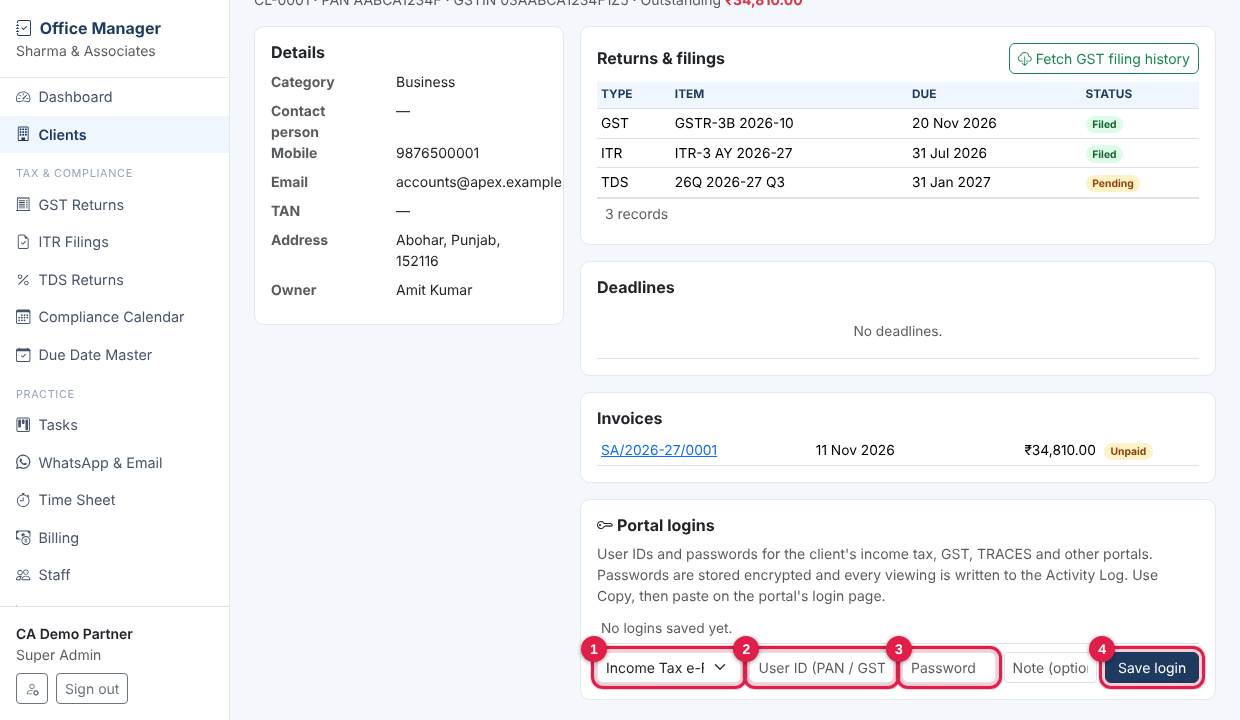 Office Manager
Sharma & Associates
Dashboard
Clients
TAX & COMPLIANCE
GST Returns
ITR Filings
TDS Returns
Compliance Calendar
Due Date Master
PRACTICE
Tasks
WhatsApp & Email
Time Sheet
Billing
Staff
CA Demo Partner
Super Admin
Sign out
Outstanding ₹34,810.00
Details
Category Business
Contact person —
Mobile 9876500001
Email accounts@apex.example
TAN —
Address Abohar, Punjab,
152116
Owner Amit Kumar
Returns & filings
Fetch GST filing history
TYPE ITEM DUE STATUS
GST GSTR-3B 2026-10 20 Nov 2026 Filed
ITR ITR-3 AY 2026-27 31 Jul 2026 Filed
TDS 26Q 2026-27 Q3 31 Jan 2027 Pending
3 records
Deadlines
No deadlines.
Invoices
SA/2026-27/0001 11 Nov 2026 ₹34,810.00 Unpaid
Portal logins
User IDs and passwords for the client's income tax, GST, TRACES and other portals.
Passwords are stored encrypted and every viewing is written to the Activity Log. Use
Copy, then paste on the portal's login page.
No logins saved yet.
1 2 3 4
Income Tax e-F User ID (PAN / GST Password Note (option Save login